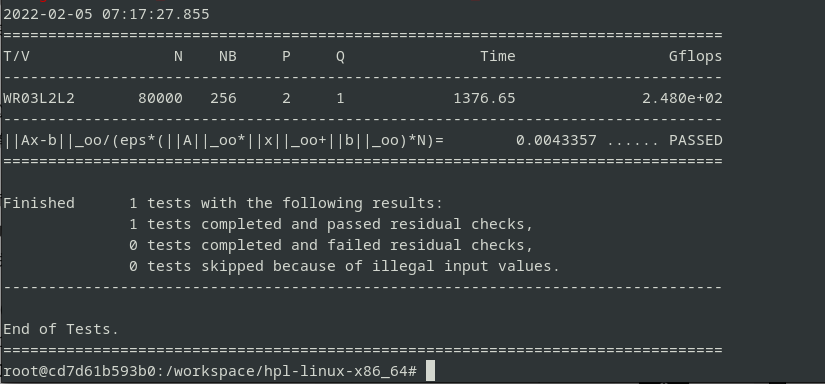 2022-02-05 07:17:27.855
================================================================================
T/V                N    NB     P     Q               Time                 Gflops
--------------------------------------------------------------------------------
WR03L2L2       80000   256     2     1            1376.65              2.480e+02
--------------------------------------------------------------------------------
||Ax-b||_oo/(eps*(||A||_oo*||x||_oo+||b||_oo)*N)=        0.0043357 ...... PASSED
================================================================================

Finished      1 tests with the following results:
              1 tests completed and passed residual checks,
              0 tests completed and failed residual checks,
              0 tests skipped because of illegal input values.
--------------------------------------------------------------------------------

End of Tests.
================================================================================
root@cd7d61b593b0:/workspace/hpl-linux-x86_64#